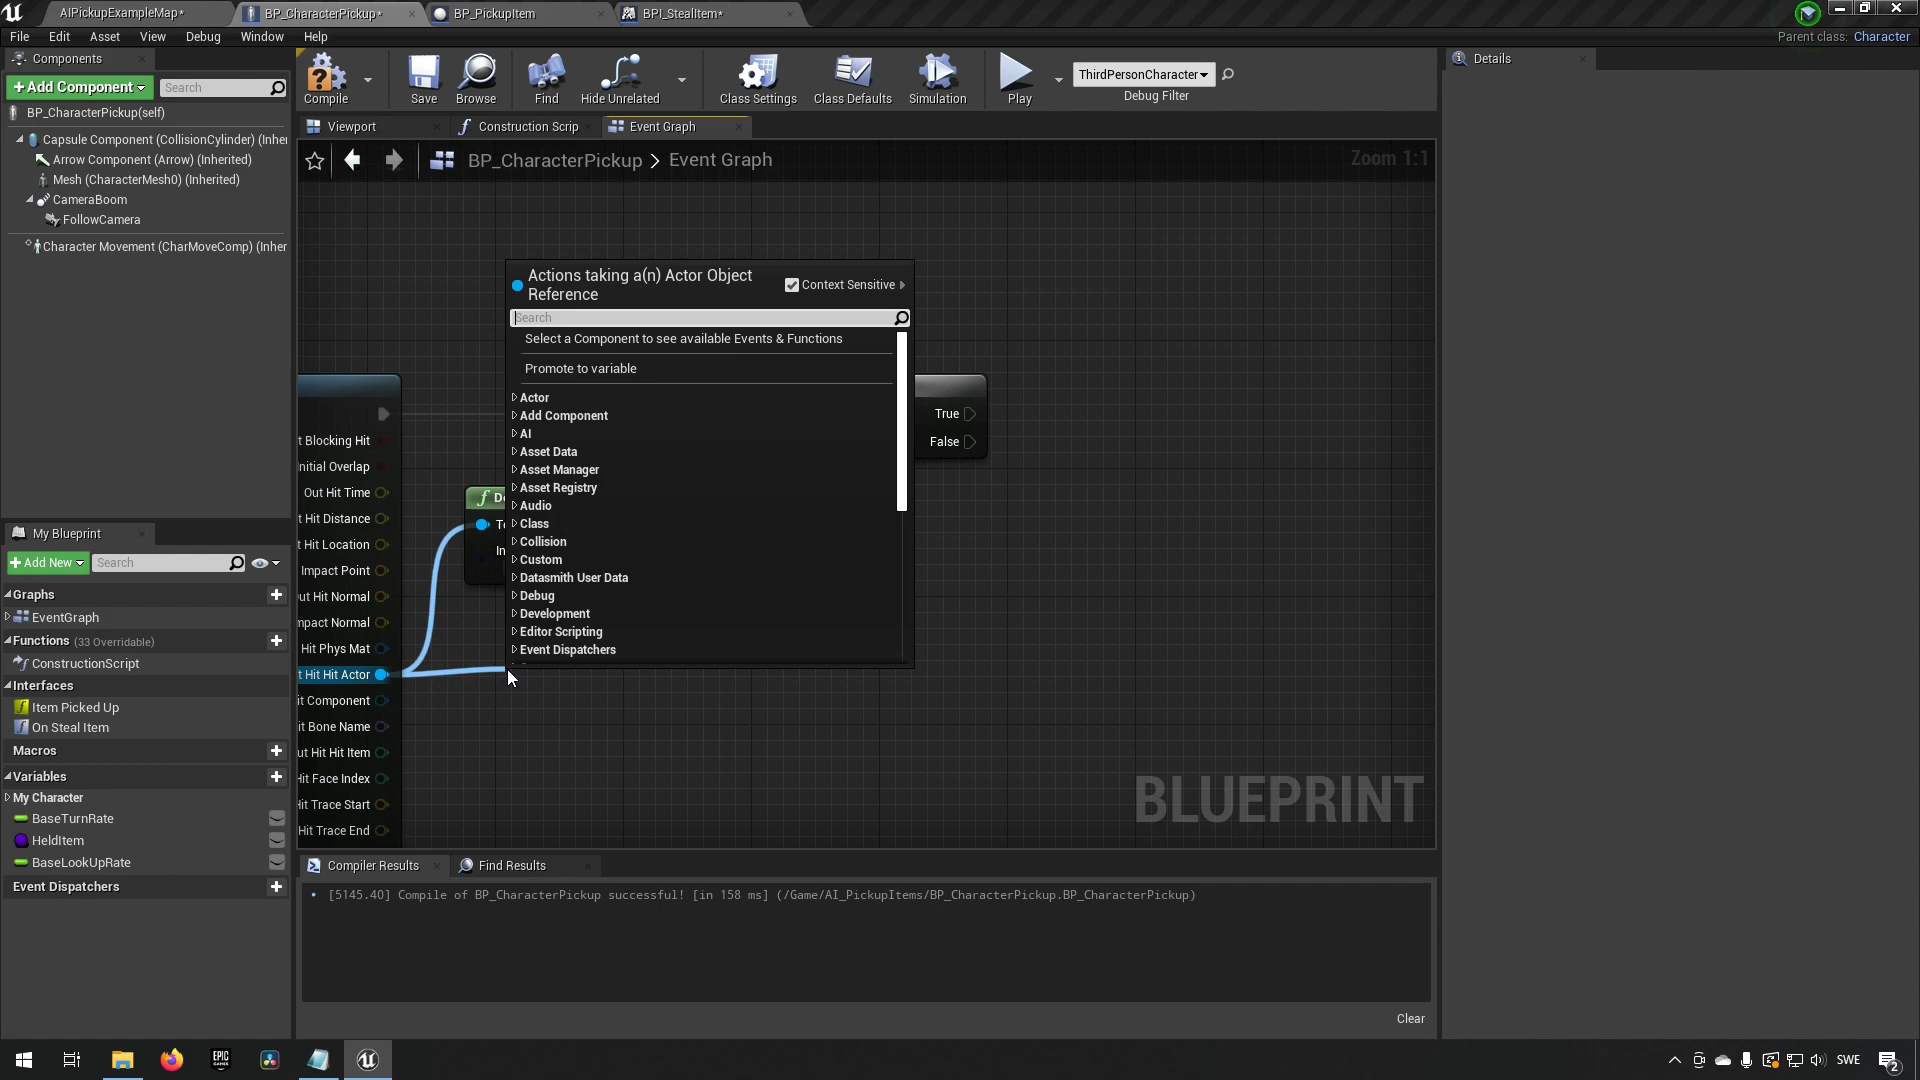 AIPickupExampleMap*
BP_CharacterPickup*
BP_PickupItem
BPI_StealItem*
File Edit Asset View Debug Window Help
Parent class: Character
Components
+Add Component
Search
BP_CharacterPickup(self)
Capsule Component (CollisionCylinder) (Inher
Arrow Component (Arrow) (Inherited)
Mesh (CharacterMesh0) (Inherited)
CameraBoom
FollowCamera
Character Movement (CharMoveComp) (Inher
Compile
Save
Browse
Find
Hide Unrelated
Class Settings
Class Defaults
Simulation
Play
ThirdPersonCharacter
Debug Filter
Details
Viewport
Construction Scrip
Event Graph
BP_CharacterPickup > Event Graph
Zoom 1:1
Actions taking a(n) Actor Object
Reference
Context Sensitive
Search
Select a Component to see available Events & Functions
Promote to variable
Actor
Add Component
AI
Asset Data
Asset Manager
Asset Registry
Audio
Class
Collision
Custom
Datasmith User Data
Debug
Development
Editor Scripting
Event Dispatchers
True
False
t Blocking Hit
nitial Overlap
Out Hit Time
t Hit Distance
t Hit Location
Impact Point
ut Hit Normal
mpact Normal
Hit Phys Mat
t Hit Hit Actor
it Component
it Bone Name
ut Hit Hit Item
Hit Face Index
Hit Trace Start
Hit Trace End
f Do
Te
In
BLUEPRINT
My Blueprint
+Add New
Search
Graphs
EventGraph
Functions (33 Overridable)
ConstructionScript
Interfaces
Item Picked Up
On Steal Item
Macros
Variables
My Character
BaseTurnRate
HeldItem
BaseLookUpRate
Event Dispatchers
Compiler Results
Find Results
[5145.40] Compile of BP_CharacterPickup successful! [in 158 ms] (/Game/AI_PickupItems/BP_CharacterPickup.BP_CharacterPickup)
Clear
EPIC
GAMES
SWE
2